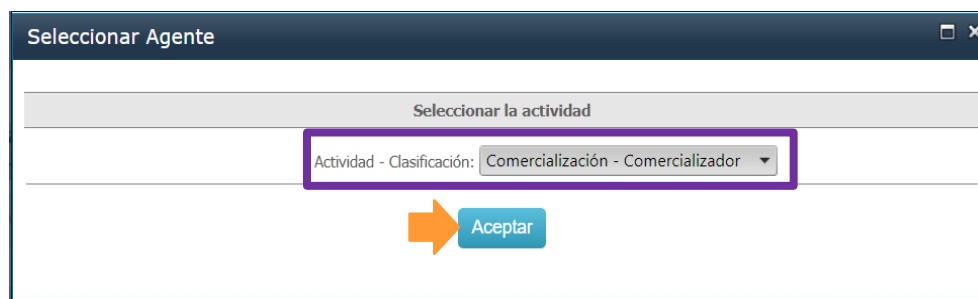 Seleccionar Agente
Seleccionar la actividad
Actividad - Clasificación: Comercialización - Comercializador
Aceptar